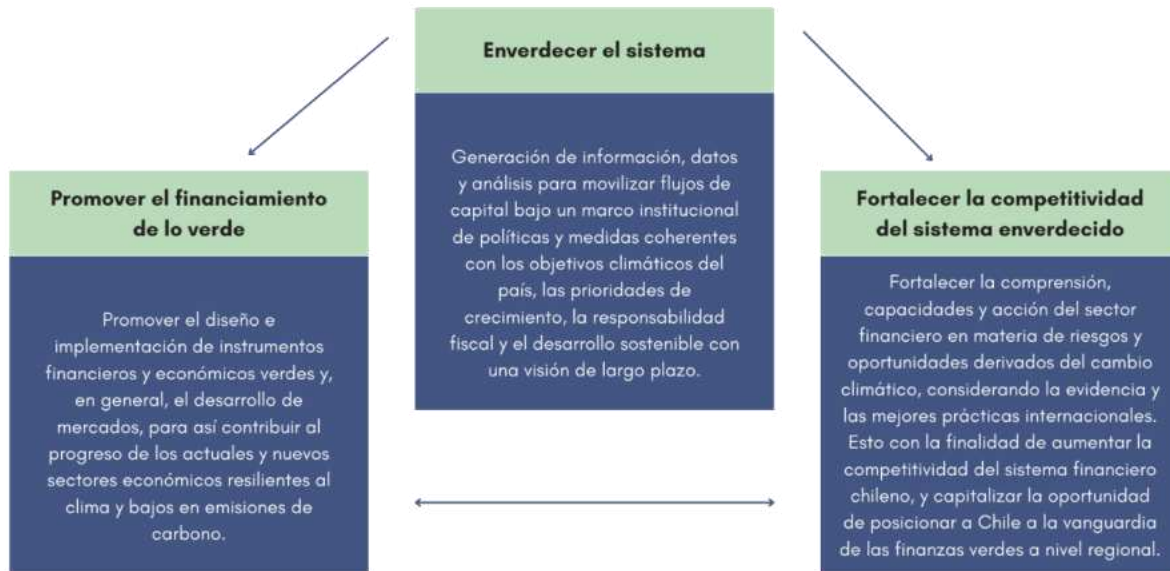 Enverdecer el sistema
Generación de información, datos
y análisis para movilizar flujos de
capital bajo un marco institucional
de políticas y medidas coherentes
con los objetivos climáticos del
país, las prioridades de
crecimiento, la responsabilidad
fiscal y el desarrollo sostenible con
una visión de largo plazo.
Promover el financiamiento
de lo verde
Promover el diseño e
implementación de instrumentos
financieros y económicos verdes y,
en general, el desarrollo de
mercados, para así contribuir al
progreso de los actuales y nuevos
sectores económicos resilientes al
clima y bajos en emisiones de
carbono.
Fortalecer la competitividad
del sistema enverdecido
Fortalecer la comprensión,
capacidades y acción del sector
financiero en materia de riesgos y
oportunidades derivados del cambio
climático, considerando la evidencia y
las mejores prácticas internacionales.
Esto con la finalidad de aumentar la
competitividad del sistema financiero
chileno, y capitalizar la oportunidad
de posicionar a Chile a la vanguardia
de las finanzas verdes a nivel regional.